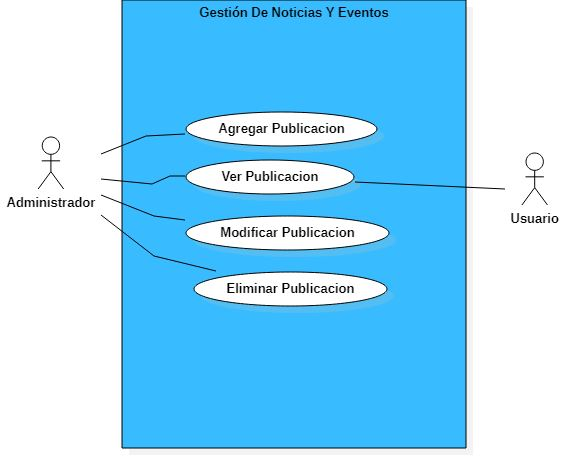 Gestión De Noticias Y Eventos
Agregar Publicacion
Ver Publicacion
Administrador
Usuario
Modificar Publicacion
Eliminar Publicacion